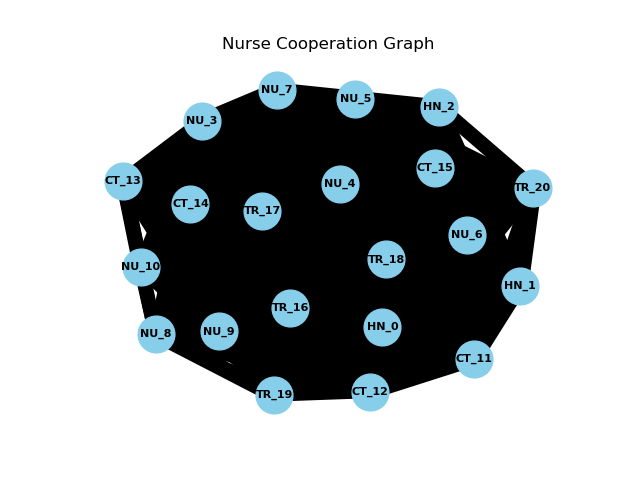 Nurse Cooperation Graph
NU_7
NU_5
HN_2
NU_3
CT_15
CT_13
NU_4
TR_20
CT_14
TR_17
NU_6
TR_18
NU_10
HN_1
TR_16
HN_0
NU_8
NU_9
CT_11
CT_12
TR_19